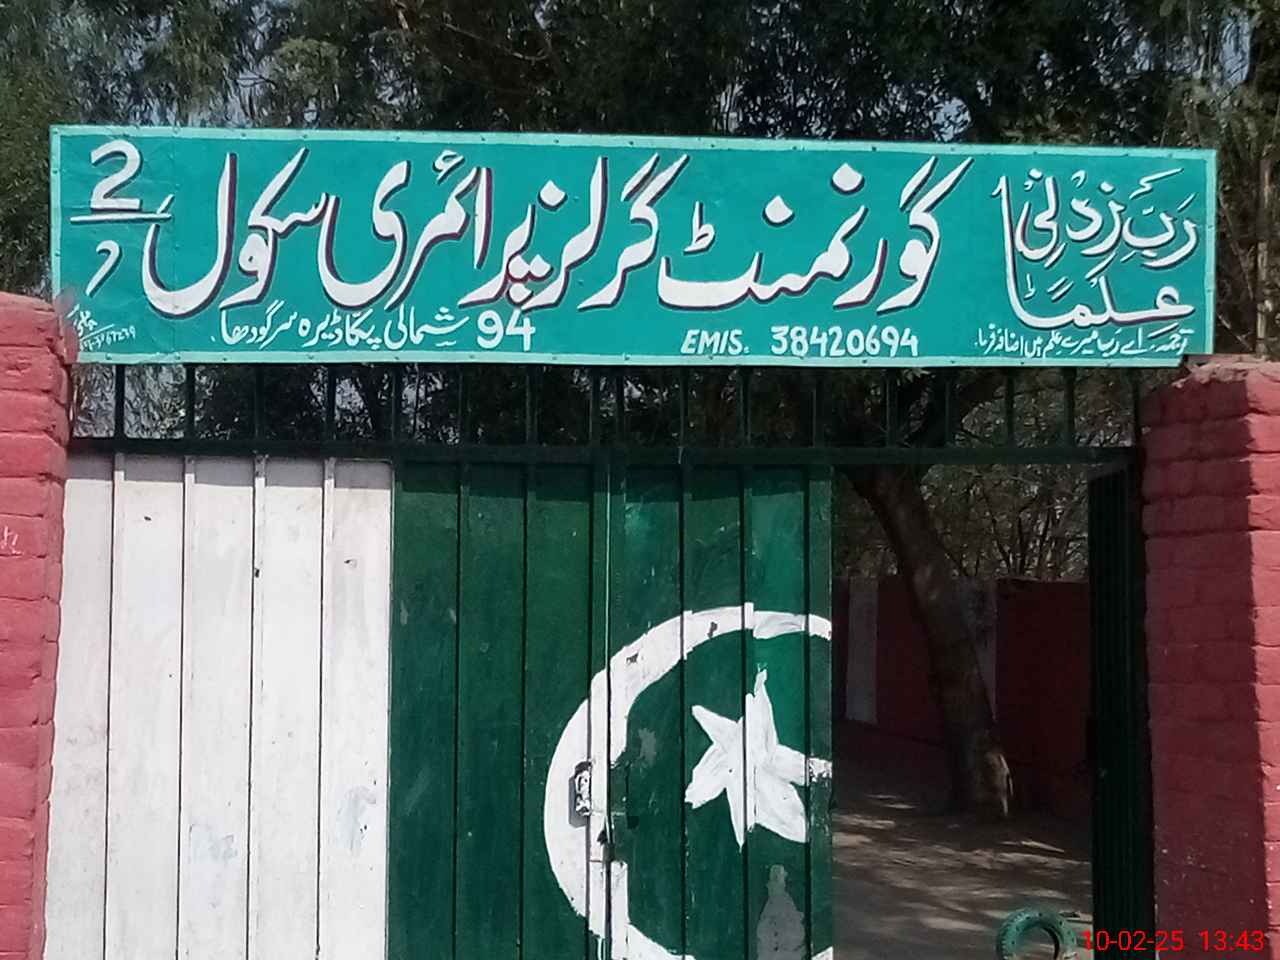 رَبِّ زِدْنِي
عِلْمًا
ترجمہ۔ اے رب میرے علم میں اضافہ فرما۔
گورنمنٹ گرلز پرائمری سکول
2
EMIS. 38420694
94 شمالی پکا ڈیرہ سرگودھا۔
10-02-25 13:43